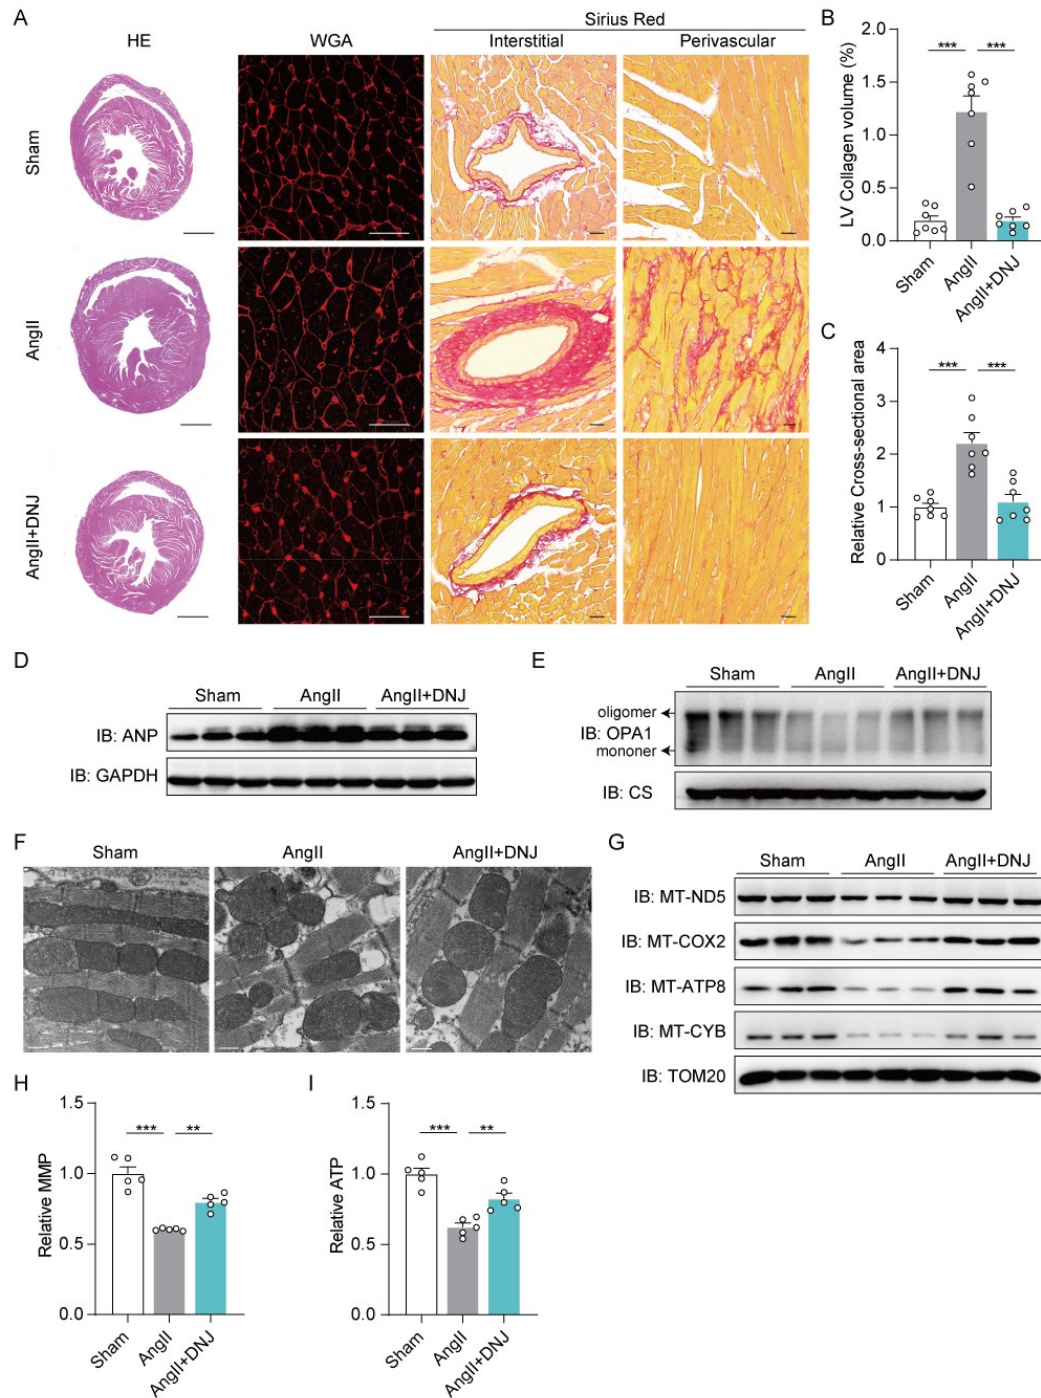 A
Sirius Red
HE
WGA
Interstitial
Perivascular
Sham
AngII
AngII+DNJ
B
LV Collagen volume (%)
2.0
1.5
1.0
0.5
0.0
***
***
Sham
AngII
AngII+DNJ
C
Relative Cross-sectional area
4
3
2
1
0
***
***
Sham
AngII
AngII+DNJ
D
Sham
AngII
AngII+DNJ
IB: ANP
IB: GAPDH
E
Sham
AngII
AngII+DNJ
oligomer
IB: OPA1
mononer
IB: CS
F
Sham
AngII
AngII+DNJ
G
Sham
AngII
AngII+DNJ
IB: MT-ND5
IB: MT-COX2
IB: MT-ATP8
IB: MT-CYB
IB: TOM20
H
Relative MMP
1.5
1.0
0.5
0.0
***
**
Sham
AngII
AngII+DNJ
I
Relative ATP
1.5
1.0
0.5
0.0
***
**
Sham
AngII
AngII+DNJ